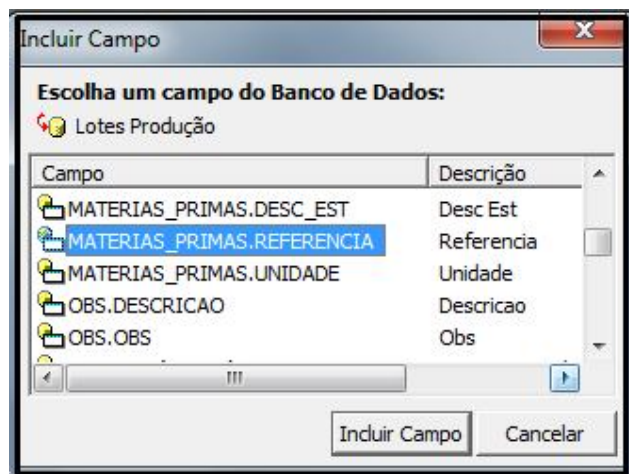 Incluir Campo
Escolha um campo do Banco de Dados:
Lotes Produção
Campo Descrição
MATERIAS_PRIMAS.DESC_EST Desc Est
MATERIAS_PRIMAS.REFERENCIA Referencia
MATERIAS_PRIMAS.UNIDADE Unidade
OBS.DESCRICAO Descricao
OBS.OBS Obs
Incluir Campo Cancelar